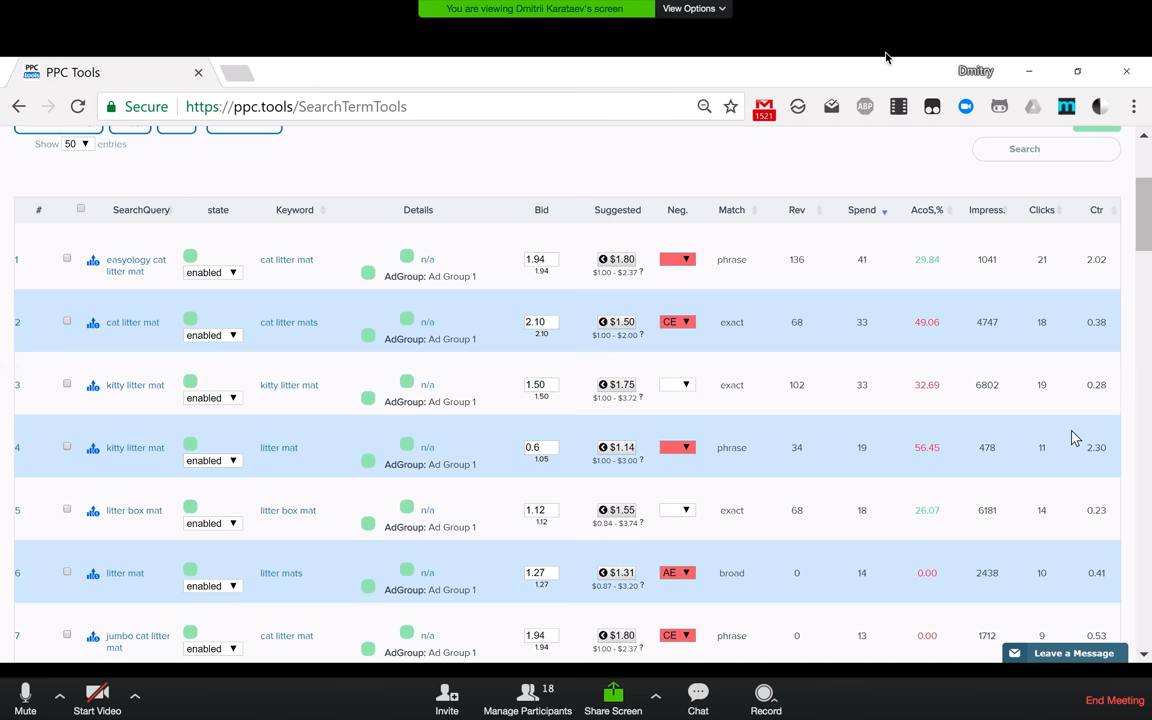 You are viewing Dmitrii Karataev's screen
View Options
PPC Tools
Dmitry
Secure
https://ppc.tools/SearchTermTools
1521
ABP
Show 50 entries
Search
# SearchQuery state Keyword Details Bid Suggested Neg. Match Rev Spend AcoS,% Impress. Clicks Ctr
1 easyology cat litter mat enabled cat litter mat n/a AdGroup: Ad Group 1 1.94 1.94 $1.80 $1.00 - $2.37 ? phrase 136 41 29.84 1041 21 2.02
2 cat litter mat enabled cat litter mats n/a AdGroup: Ad Group 1 2.10 2.10 $1.50 $1.00 - $2.00 ? CE exact 68 33 49.06 4747 18 0.38
3 kitty litter mat enabled kitty litter mat n/a AdGroup: Ad Group 1 1.50 1.50 $1.75 $1.00 - $3.72 ? exact 102 33 32.69 6802 19 0.28
4 kitty litter mat enabled litter mat n/a AdGroup: Ad Group 1 0.6 1.05 $1.14 $1.00 - $3.00 ? phrase 34 19 56.45 478 11 2.30
5 litter box mat enabled litter box mat n/a AdGroup: Ad Group 1 1.12 1.12 $1.55 $0.84 - $3.74 ? exact 68 18 26.07 6181 14 0.23
6 litter mat enabled litter mats n/a AdGroup: Ad Group 1 1.27 1.27 $1.31 $0.87 - $3.20 ? AE broad 0 14 0.00 2438 10 0.41
7 jumbo cat litter mat enabled cat litter mat n/a AdGroup: Ad Group 1 1.94 1.94 $1.80 $1.00 - $2.37 ? CE phrase 0 13 0.00 1712 9 0.53
Leave a Message
Mute
Start Video
Invite
18
Manage Participants
Share Screen
Chat
Record
End Meeting